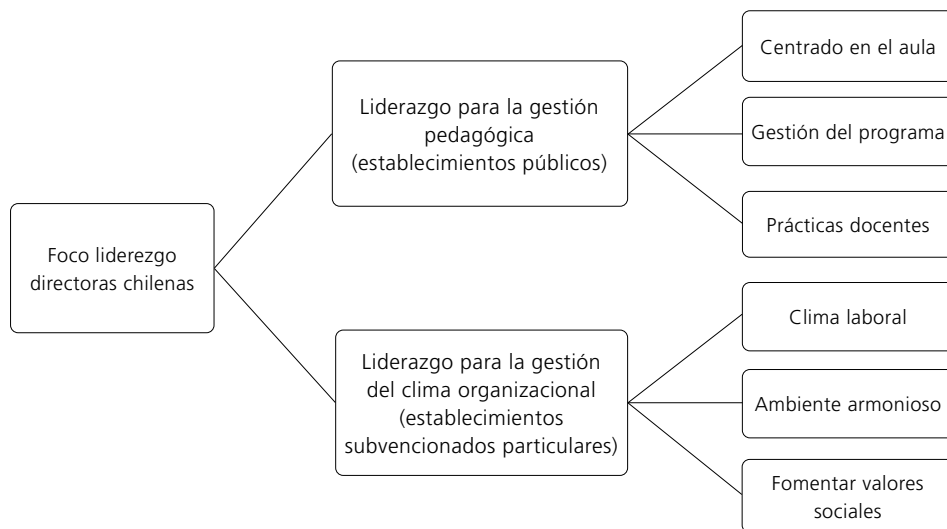 Foco liderezgo
directoras chilenas
Liderazgo para la gestión
pedagógica
(establecimientos públicos)
Centrado en el aula
Gestión del programa
Prácticas docentes
Liderazgo para la gestión
del clima organizacional
(establecimientos
subvencionados particulares)
Clima laboral
Ambiente armonioso
Fomentar valores
sociales